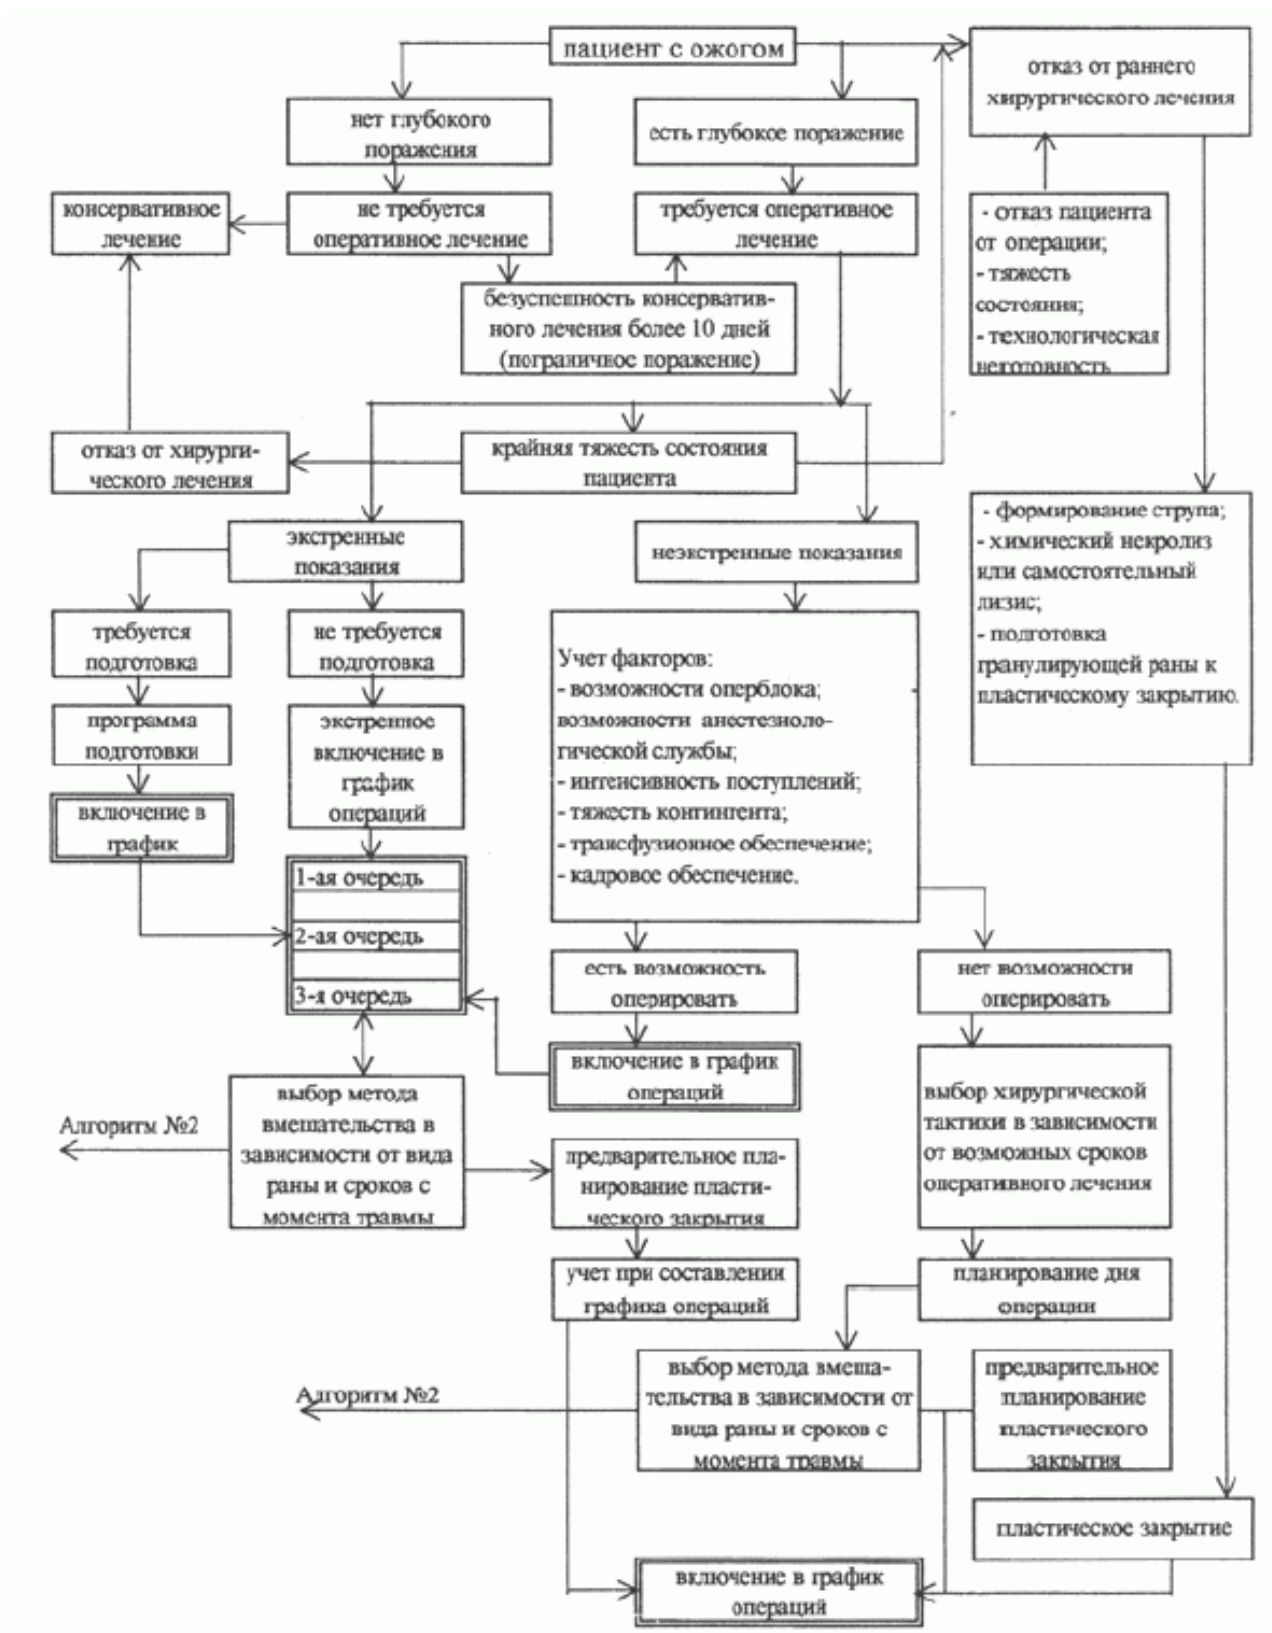 пациент с ожогом
отказ от раннего
хирургического лечения
нет глубокого
поражения
есть глубокое поражение
консервативное
лечение
не требуется
оперативное лечение
требуется оперативное
лечение
- отказ пациента
от операции;
- тяжесть
состояния;
- технологическая
неготовность
безуспешность консерватив-
ного лечения более 10 дней
(пограничное поражение)
отказ от хирурги-
ческого лечения
крайняя тяжесть состояния
пациента
экстренные
показания
неэкстренные показания
- формирование струпа;
- химический некролиз
или самостоятельный
лизис;
- подготовка
гранулирующей раны к
пластическому закрытию.
требуется
подготовка
не требуется
подготовка
Учет факторов:
- возможности оперблока;
возможности анестезиоло-
гической службы;
- интенсивность поступлений;
- тяжесть контингента;
- трансфузионное обеспечение;
- кадровое обеспечение.
программа
подготовки
экстренное
включение в
график
операций
включение в
график
1-ая очередь
2-ая очередь
3-я очередь
есть возможность
оперировать
нет возможности
оперировать
включение в график
операций
выбор метода
вмешательства в
зависимости от вида
раны и сроков с
момента травмы
Алгоритм №2
выбор хирургической
тактики в зависимости
от возможных сроков
оперативного лечения
предварительное пла-
нирование пласти-
ческого закрытия
учет при составлении
графика операций
планирование дня
операции
Алгоритм №2
выбор метода вмеша-
тельства в зависимости от
вида раны и сроков с
момента травмы
предварительное
планирование
пластического
закрытия
пластическое закрытие
включение в график
операций